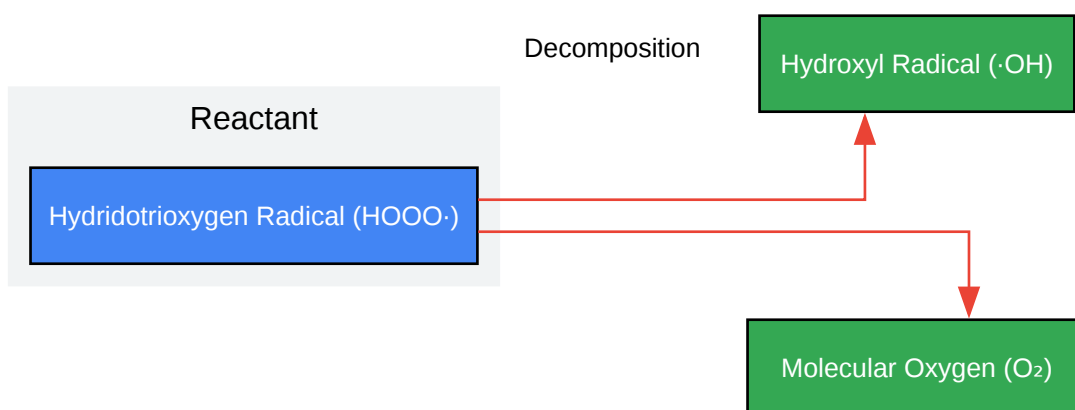 Decomposition
Hydroxyl Radical (·OH)
Reactant
Hydridotrioxygen Radical (HOOO·)
Molecular Oxygen (O₂)